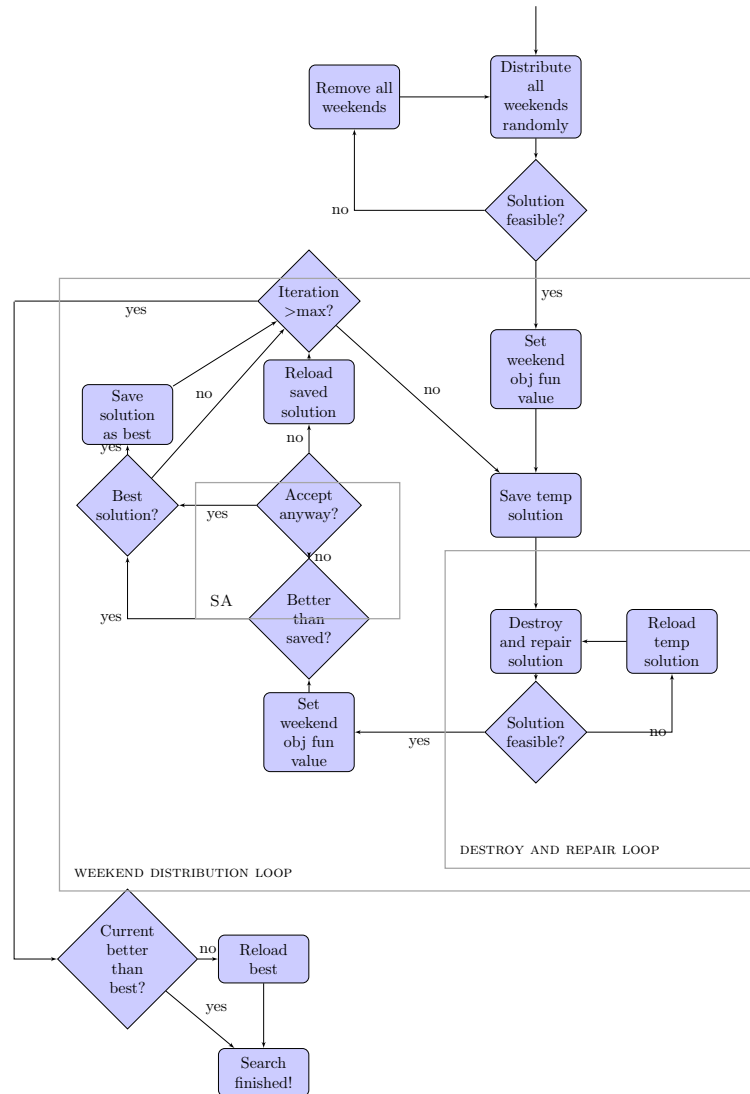 Distribute
all
weekends
randomly
Remove all
weekends
Solution
feasible?
no
yes
Iteration
>max?
yes
Set
weekend
obj fun
value
Reload
saved
solution
no
no
Save
solution
as best
yes
no
Best
solution?
Accept
anyway?
yes
Save temp
solution
no
SA
Better
than
saved?
yes
Destroy
and repair
solution
Reload
temp
solution
Set
weekend
obj fun
value
yes
Solution
feasible?
no
DESTROY AND REPAIR LOOP
WEEKEND DISTRIBUTION LOOP
Current
better
than
best?
no
Reload
best
yes
Search
finished!